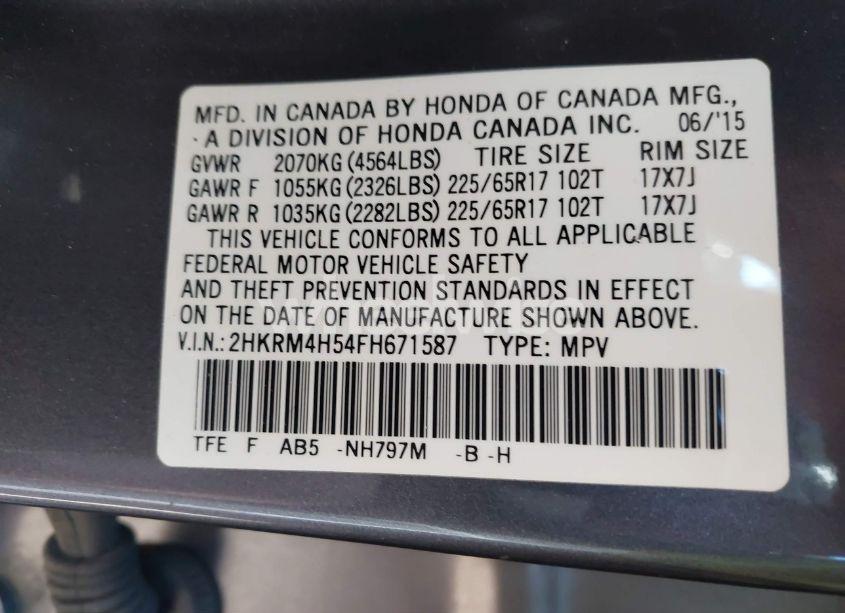 MFD. IN CANADA BY HONDA OF CANADA MFG.,
A DIVISION OF HONDA CANADA INC. 06/'15
GVWR 2070KG (4564LBS) TIRE SIZE RIM SIZE
GAWR F 1055KG (2326LBS) 225/65R17 102T 17X7J
GAWR R 1035KG (2282LBS) 225/65R17 102T 17X7J
THIS VEHICLE CONFORMS TO ALL APPLICABLE
FEDERAL MOTOR VEHICLE SAFETY
AND THEFT PREVENTION STANDARDS IN EFFECT
ON THE DATE OF MANUFACTURE SHOWN ABOVE.
V.I.N.: 2HKRM4H54FH671587 TYPE: MPV
TFE F AB5 -NH797M -B -H